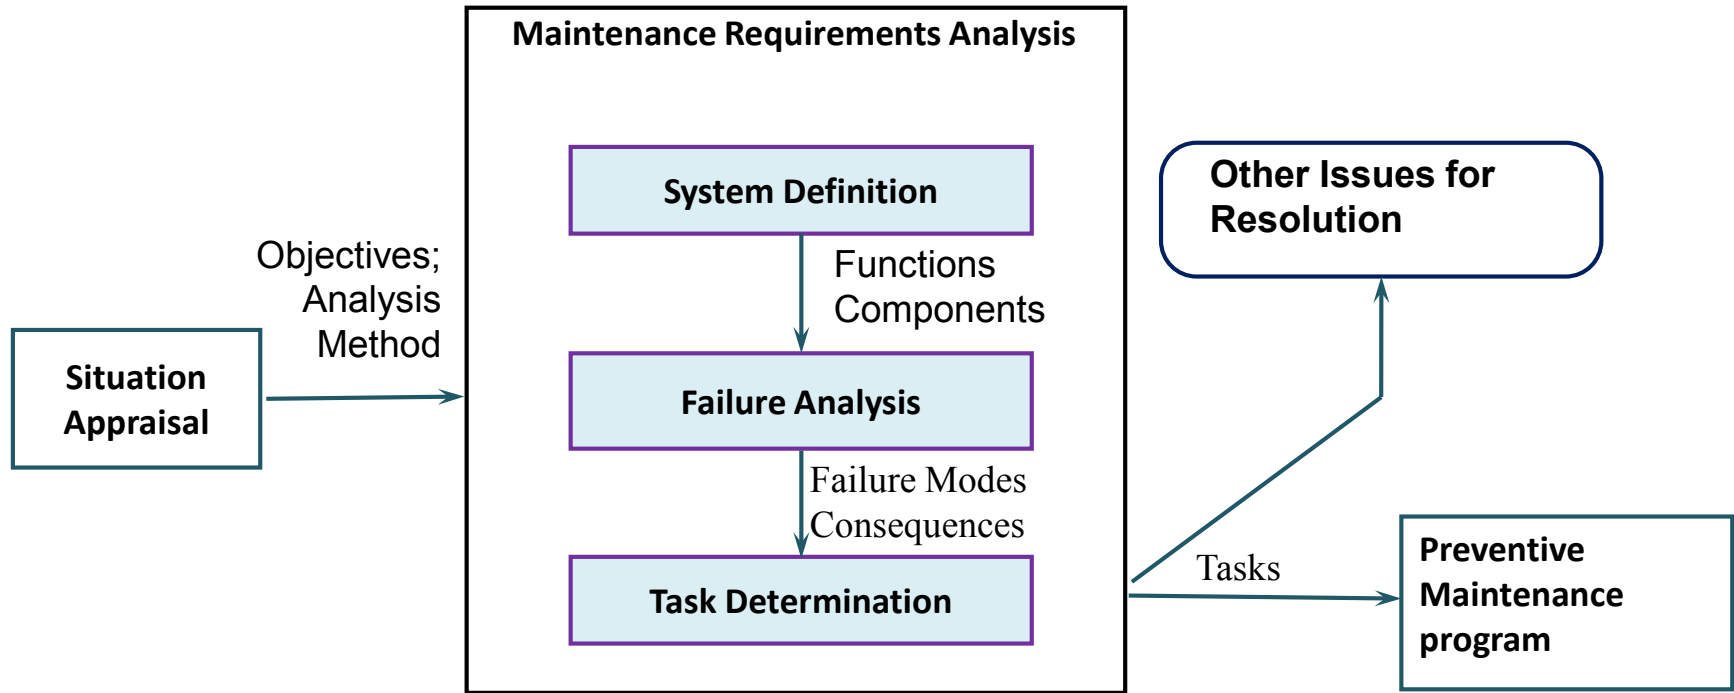 Maintenance Requirements Analysis
System Definition
Other Issues for
Resolution
Objectives;
Analysis
Method
Functions
Components
Situation
Appraisal
Failure Analysis
Failure Modes
Consequences
Task Determination
Tasks
Preventive
Maintenance
program